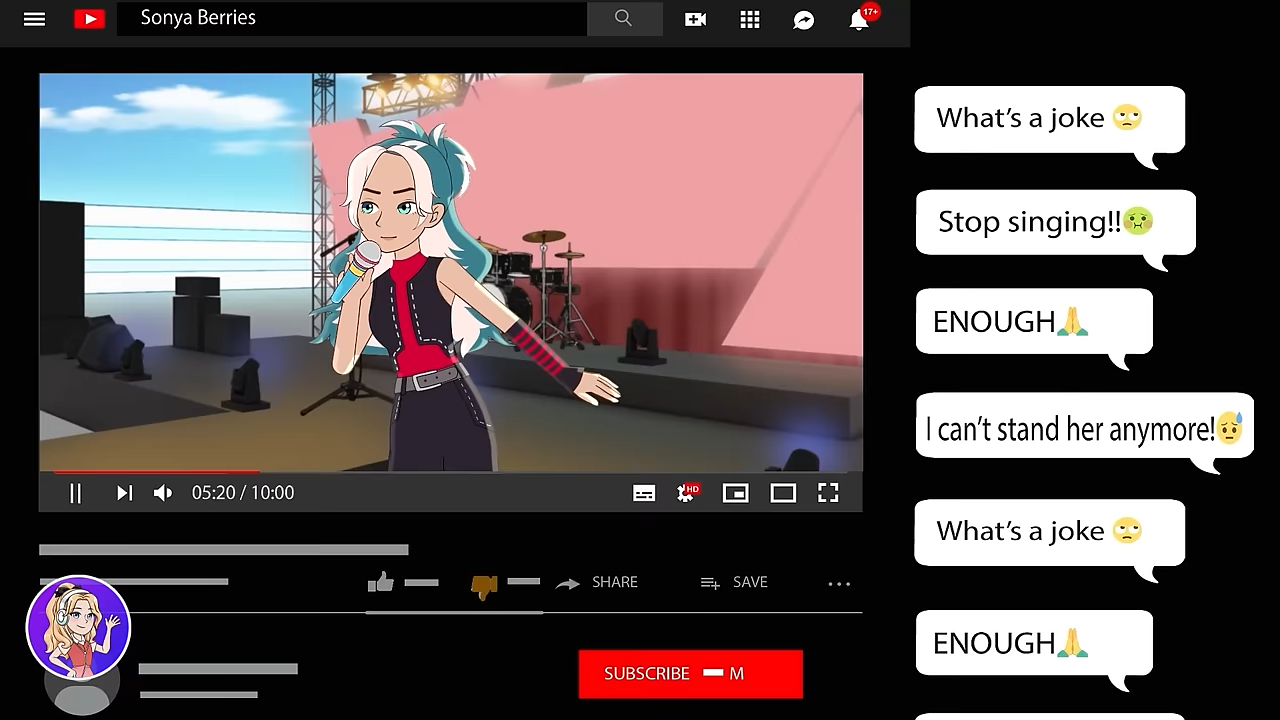 Sonya Berries
17+
What's a joke 🙄
Stop singing!!🤢
ENOUGH🙏
I can't stand her anymore!😓
05:20 / 10:00
HD
What's a joke 🙄
SHARE
SAVE
ENOUGH🙏
SUBSCRIBE M